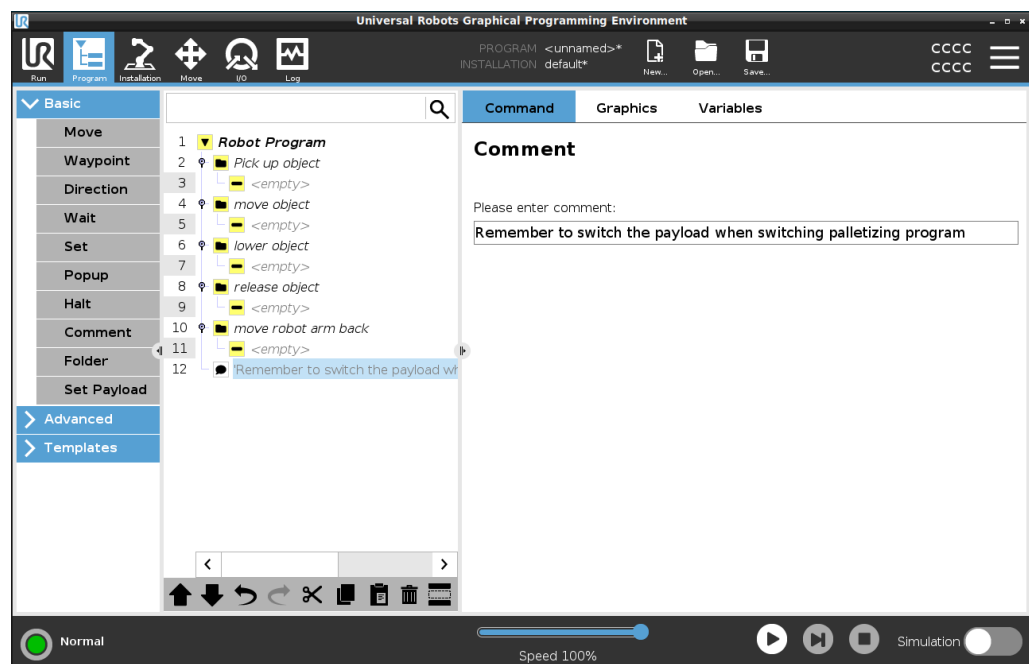 UR
Universal Robots Graphical Programming Environment
UR
Run
Program
Installation
Move
I/O
Log
PROGRAM <unnamed>*
INSTALLATION default*
New...
Open...
Save...
CCCC
CCCC
Basic
Move
Waypoint
Direction
Wait
Set
Popup
Halt
Comment
Folder
Set Payload
Advanced
Templates
1 Robot Program
2 Pick up object
3 <empty>
4 move object
5 <empty>
6 lower object
7 <empty>
8 release object
9 <empty>
10 move robot arm back
11 <empty>
12 'Remember to switch the payload wh
Command Graphics Variables
Comment
Please enter comment:
Remember to switch the payload when switching palletizing program
Normal
Speed 100%
Simulation